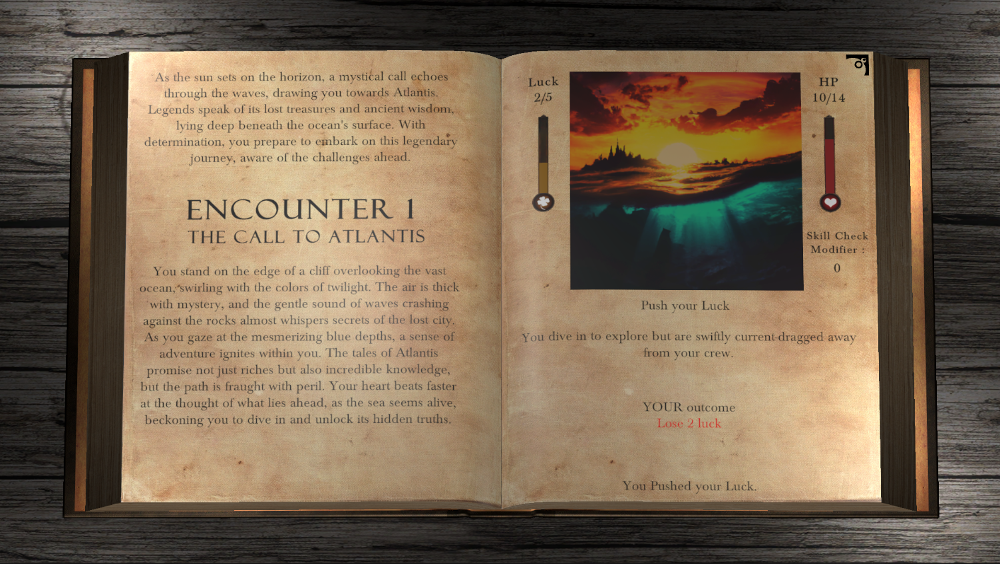 As the sun sets on the horizon, a mystical call echoes
through the waves, drawing you towards Atlantis.
Legends speak of its lost treasures and ancient wisdom,
lying deep beneath the ocean's surface. With
determination, you prepare to embark on this legendary
journey, aware of the challenges ahead.
ENCOUNTER 1
THE CALL TO ATLANTIS
You stand on the edge of a cliff overlooking the vast
ocean, swirling with the colors of twilight. The air is thick
with mystery, and the gentle sound of waves crashing
against the rocks almost whispers secrets of the lost city.
As you gaze at the mesmerizing blue depths, a sense of
adventure ignites within you. The tales of Atlantis
promise not just riches but also incredible knowledge,
but the path is fraught with peril. Your heart beats faster
at the thought of what lies ahead, as the sea seems alive,
beckoning you to dive in and unlock its hidden truths.
Luck
2/5
HP
10/14
Skill Check
Modifier :
0
Push your Luck
You dive in to explore but are swiftly current-dragged away
from your crew.
YOUR outcome
Lose 2 luck
You Pushed your Luck.